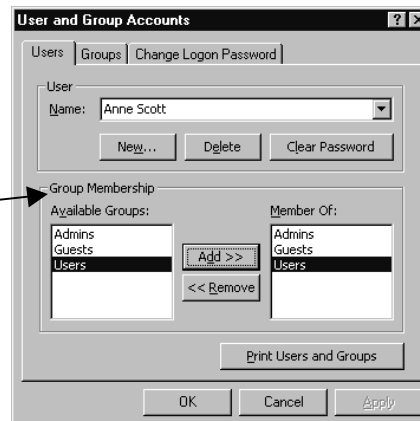 User and Group Accounts
Users Groups Change Logon Password
User
Name: Anne Scott
New... Delete Clear Password
Group Membership
Available Groups: Member Of:
Admins Admins
Guests Guests
Users Users
Add >>
<< Remove
Print Users and Groups
OK Cancel Apply